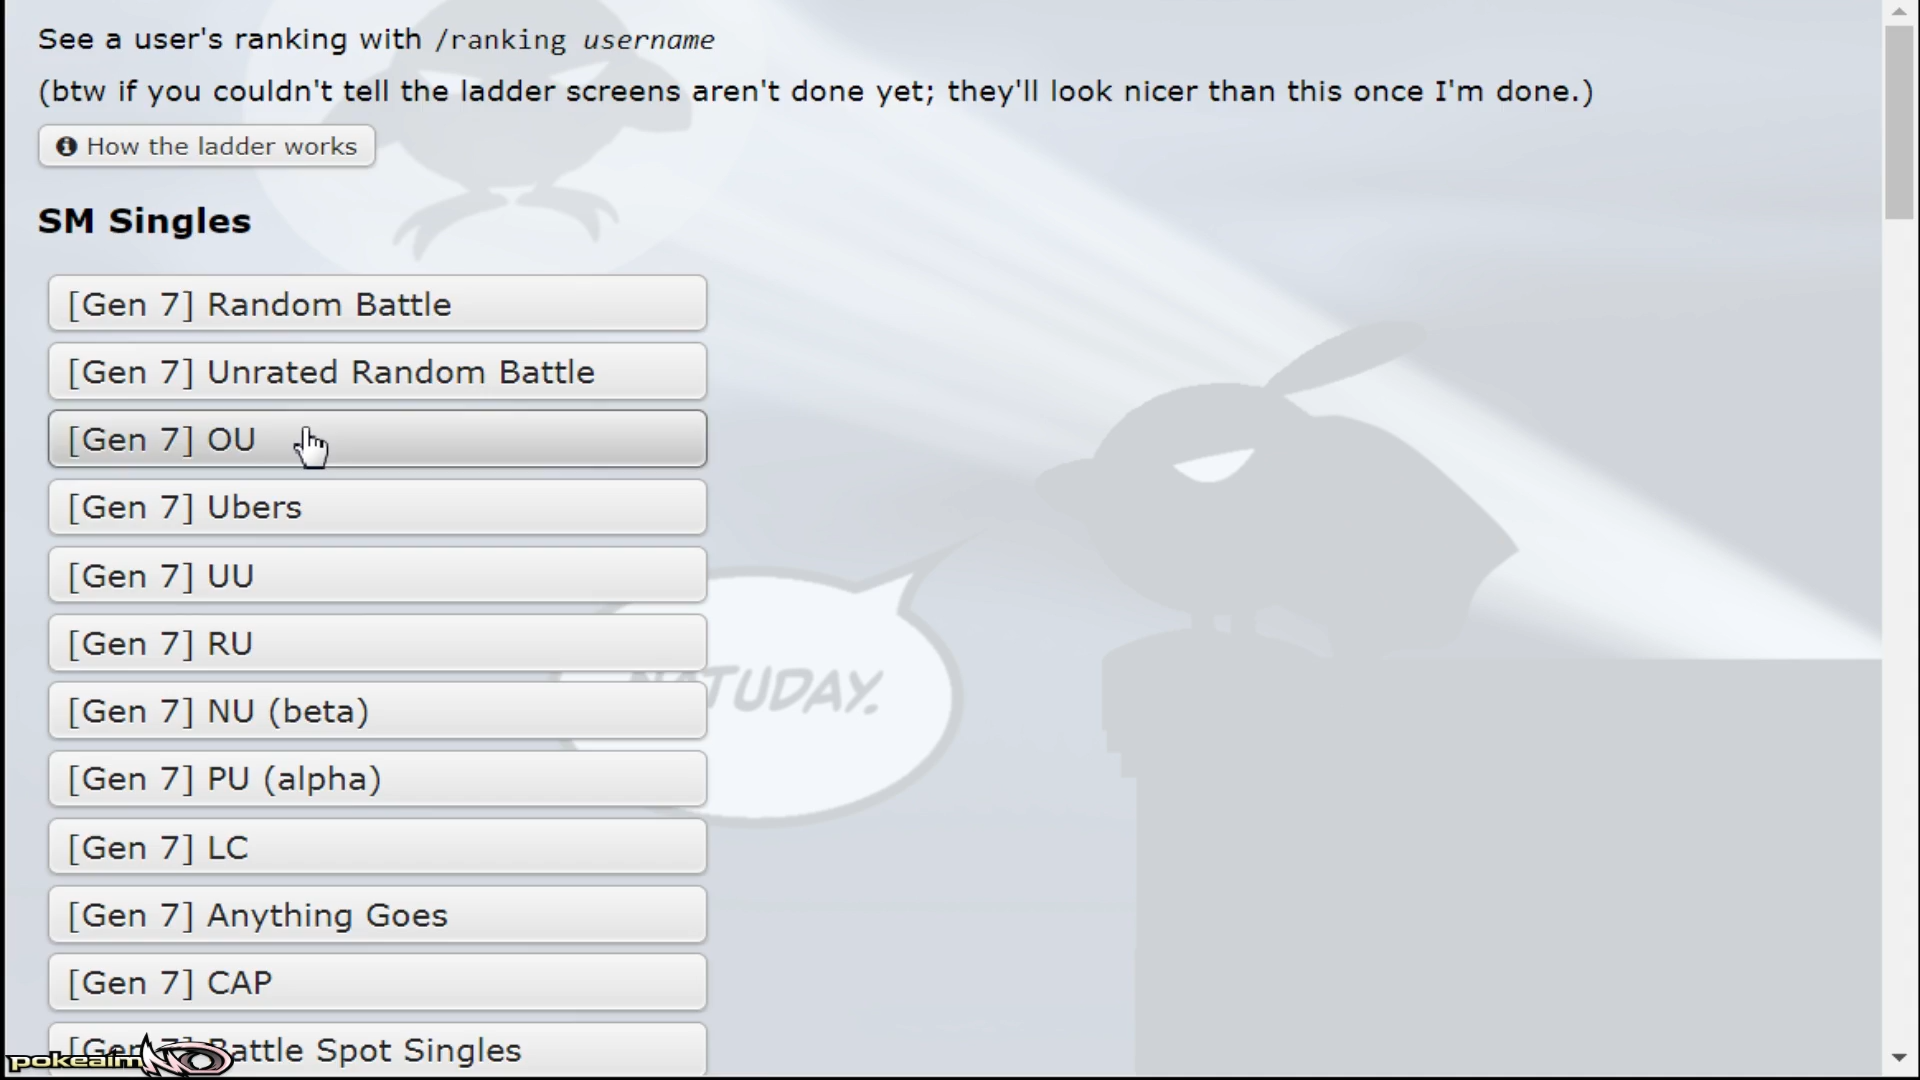 See a user's ranking with /ranking username
(btw if you couldn't tell the ladder screens aren't done yet; they'll look nicer than this once I'm done.)
How the ladder works
SM Singles
[Gen 7] Random Battle
[Gen 7] Unrated Random Battle
[Gen 7] OU
[Gen 7] Ubers
[Gen 7] UU
[Gen 7] RU
NATUDAY.
[Gen 7] NU (beta)
[Gen 7] PU (alpha)
[Gen 7] LC
[Gen 7] Anything Goes
[Gen 7] CAP
[Gen 7] Battle Spot Singles
pokeaim